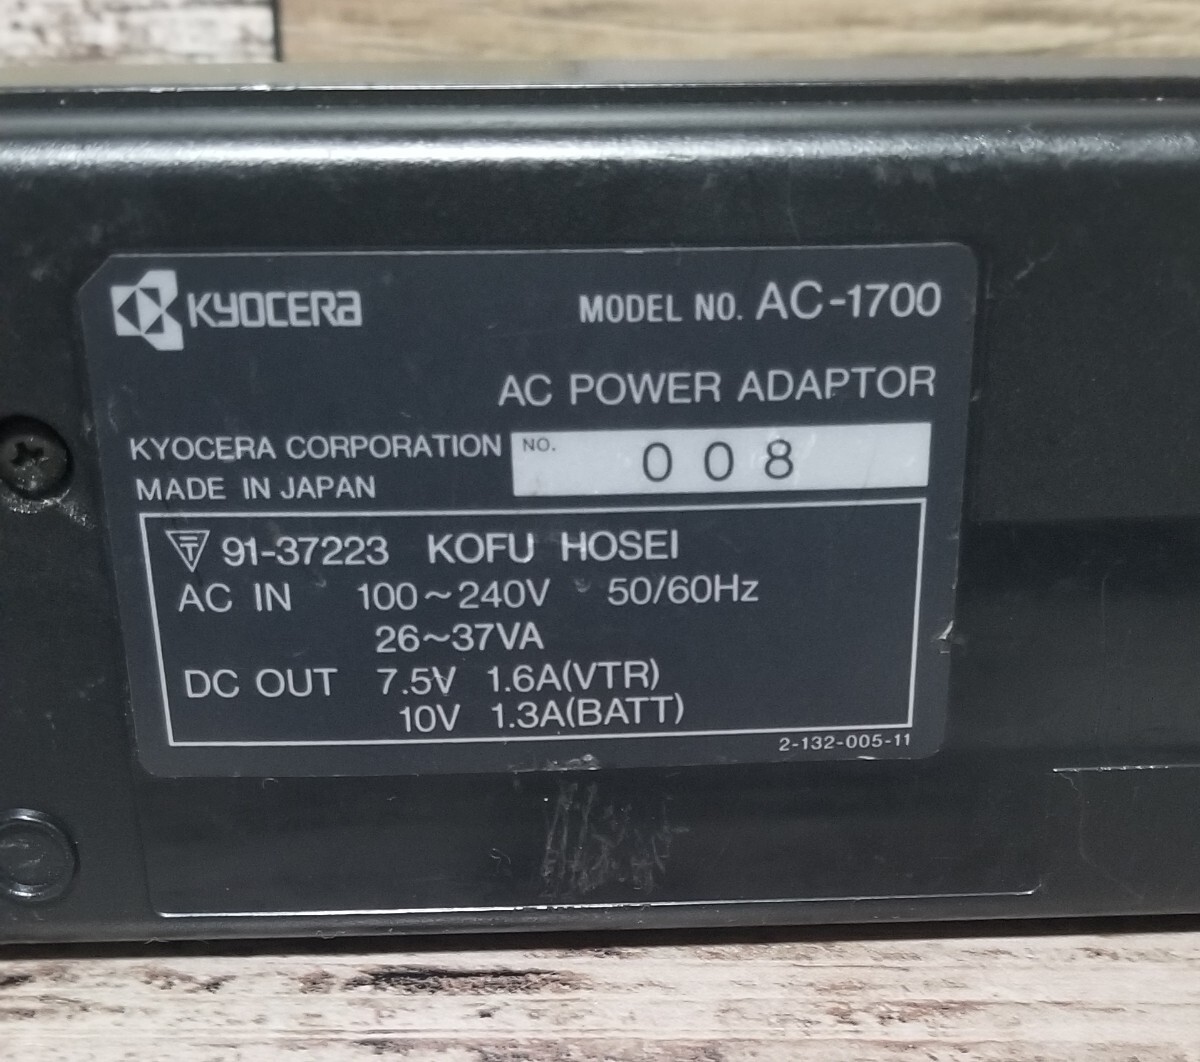 KYOCERA
MODEL NO. AC-1700
AC POWER ADAPTOR
KYOCERA CORPORATION
MADE IN JAPAN
NO. 008
T 91-37223 KOFU HOSEI
AC IN 100~240V 50/60Hz
26~37VA
DC OUT 7.5V 1.6A(VTR)
10V 1.3A(BATT)
2-132-005-11